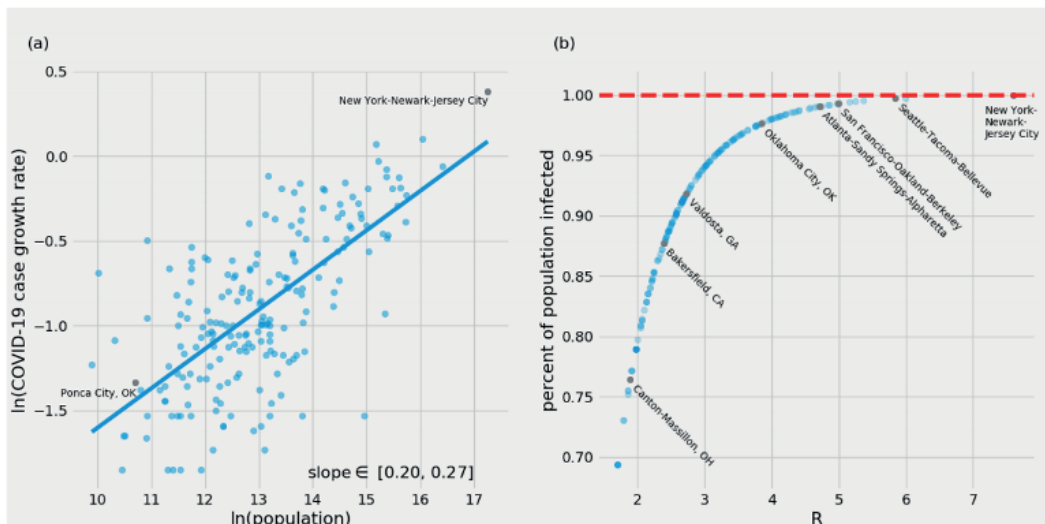 (a)
0.5
0.0
−0.5
−1.0
−1.5
ln(COVID-19 case growth rate)
New York-Newark-Jersey City
Ponca City, OK
slope ∈ [0.20, 0.27]
10 11 12 13 14 15 16 17
ln(population)
(b)
1.00
0.95
0.90
0.85
0.80
0.75
0.70
percent of population infected
New York-
Newark-
Jersey City
Seattle-Tacoma-Bellevue
San Francisco-Oakland-Berkeley
Atlanta-Sandy Springs-Alpharetta
Oklahoma City, OK
Valdosta, GA
Bakersfield, CA
Canton-Massillon, OH
2 3 4 5 6 7
R